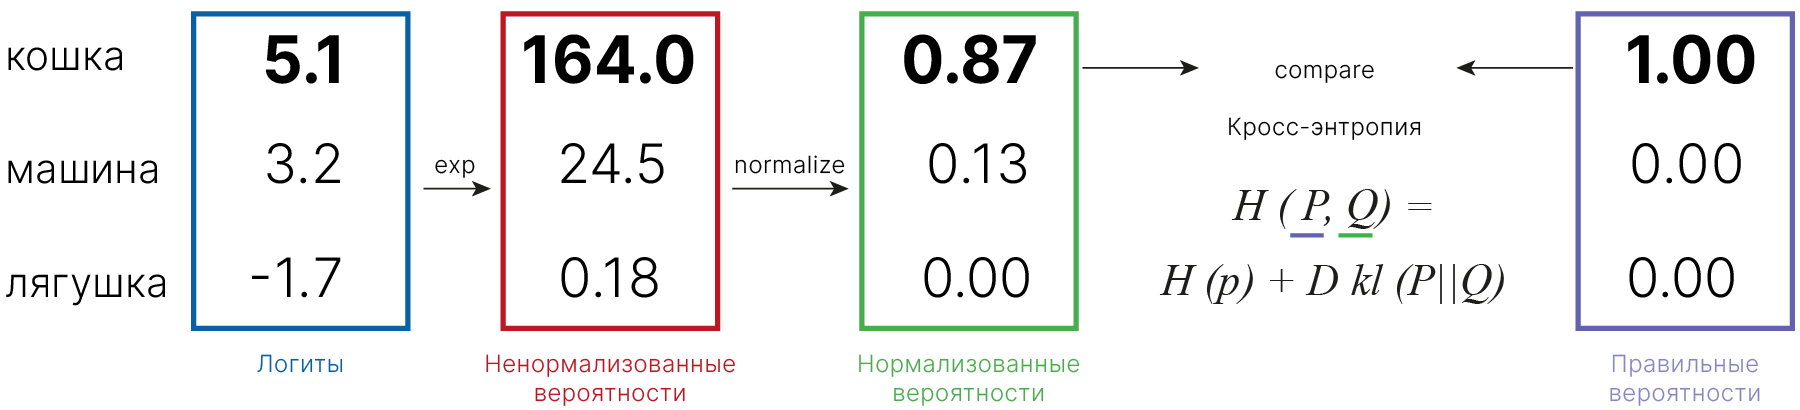 кошка 5.1 164.0 0.87 compare 1.00
Кросс-энтропия
машина 3.2 exp 24.5 normalize 0.13 0.00
H ( P, Q) =
лягушка -1.7 0.18 0.00 H (p) + D kl (P||Q) 0.00
Логиты Ненормализованные Нормализованные Правильные
вероятности вероятности вероятности